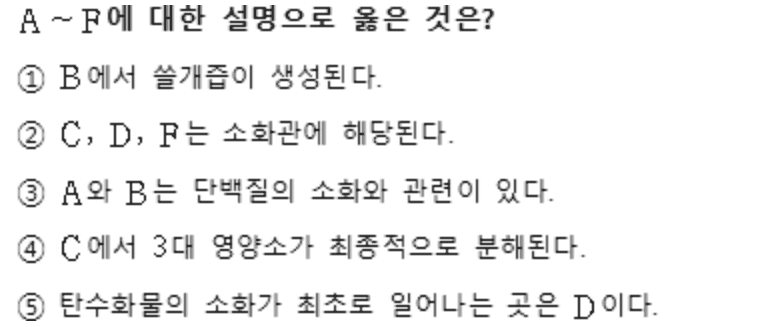 A ~ F에 대한 설명으로 옳은 것은?
① B에서 쓸개즙이 생성된다.
② C, D, F는 소화관에 해당된다.
③ A와 B는 단백질의 소화와 관련이 있다.
④ C에서 3대 영양소가 최종적으로 분해된다.
⑤ 탄수화물의 소화가 최초로 일어나는 곳은 D이다.